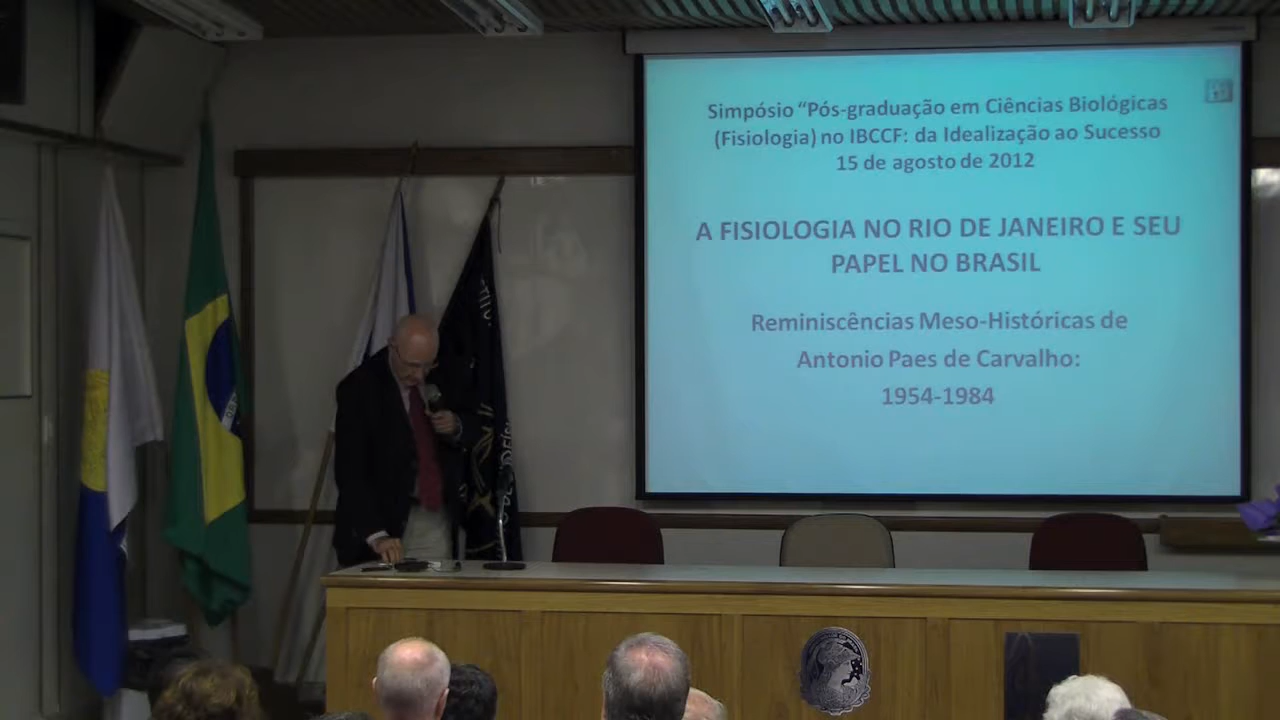 Simpósio “Pós-graduação em Ciências Biológicas
(Fisiologia) no IBCCF: da Idealização ao Sucesso
15 de agosto de 2012
A FISIOLOGIA NO RIO DE JANEIRO E SEU
PAPEL NO BRASIL
Reminiscências Meso-Históricas de
Antonio Paes de Carvalho:
1954-1984